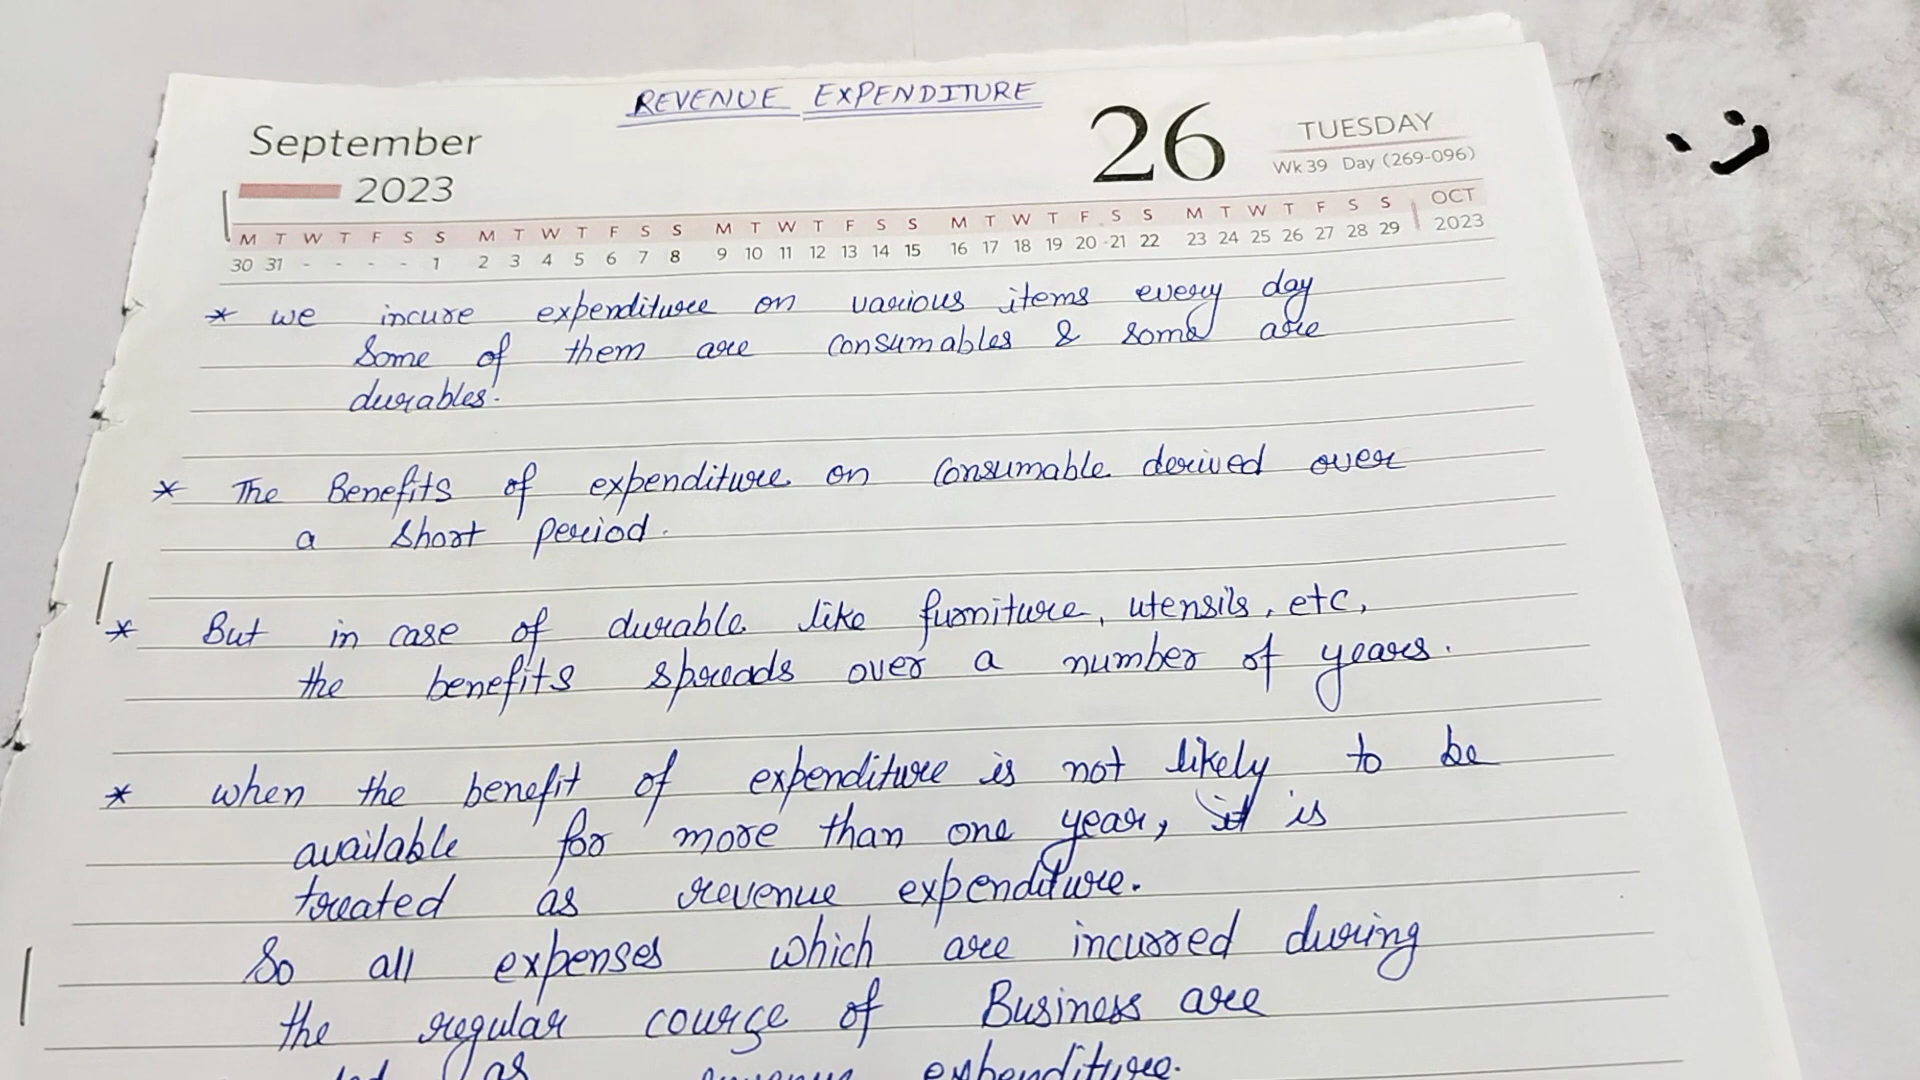 REVENUE EXPENDITURE
September
2023
26
TUESDAY
Wk 39 Day (269-096)
M T W T F S S M T W T F S S M T W T F S S M T W T F S S M T W T F S S OCT
30 31 - - - - 1 2 3 4 5 6 7 8 9 10 11 12 13 14 15 16 17 18 19 20 21 22 23 24 25 26 27 28 29 2023
* we incure expenditure on various items every day
Some of them are consumables & some are
durables.
* The Benefits of expenditure on Consumable derived over
a Short period.
* But in case of durable like furniture, utensils, etc,
the benefits spreads over a number of years.
* when the benefit of expenditure is not likely to be
available for more than one year, it is
treated as revenue expenditure.
So all expenses which are incurred during
the regular course of Business are
as revenue expenditure.